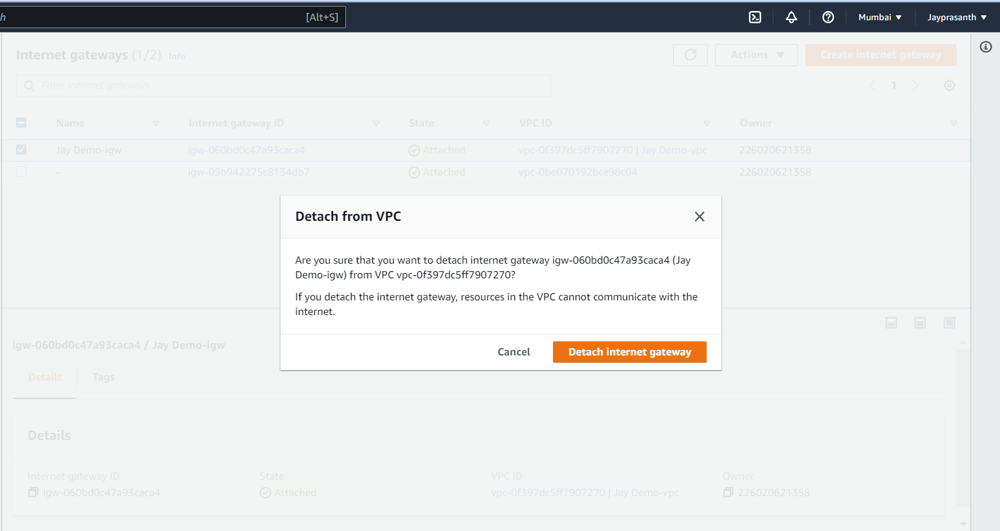 h [Alt+S] Mumbai Jayprasanth
Internet gateways (1/2) Info Actions Create internet gateway
Filter internet gateways 1
Name Internet gateway ID State VPC ID Owner
Jay Demo-igw igw-060bd0c47a93caca4 Attached vpc-0f397dc5ff7907270 | Jay Demo-vpc 226020621358
– igw-09b942275c8134db7 Attached vpc-0be070192bce98c04 226020621358
Detach from VPC
Are you sure that you want to detach internet gateway igw-060bd0c47a93caca4 (Jay
Demo-igw) from VPC vpc-0f397dc5ff7907270?
If you detach the internet gateway, resources in the VPC cannot communicate with the
internet.
Cancel Detach internet gateway
igw-060bd0c47a93caca4 / Jay Demo-igw
Details Tags
Details
Internet gateway ID State VPC ID Owner
igw-060bd0c47a93caca4 Attached vpc-0f397dc5ff7907270 | Jay Demo-vpc 226020621358